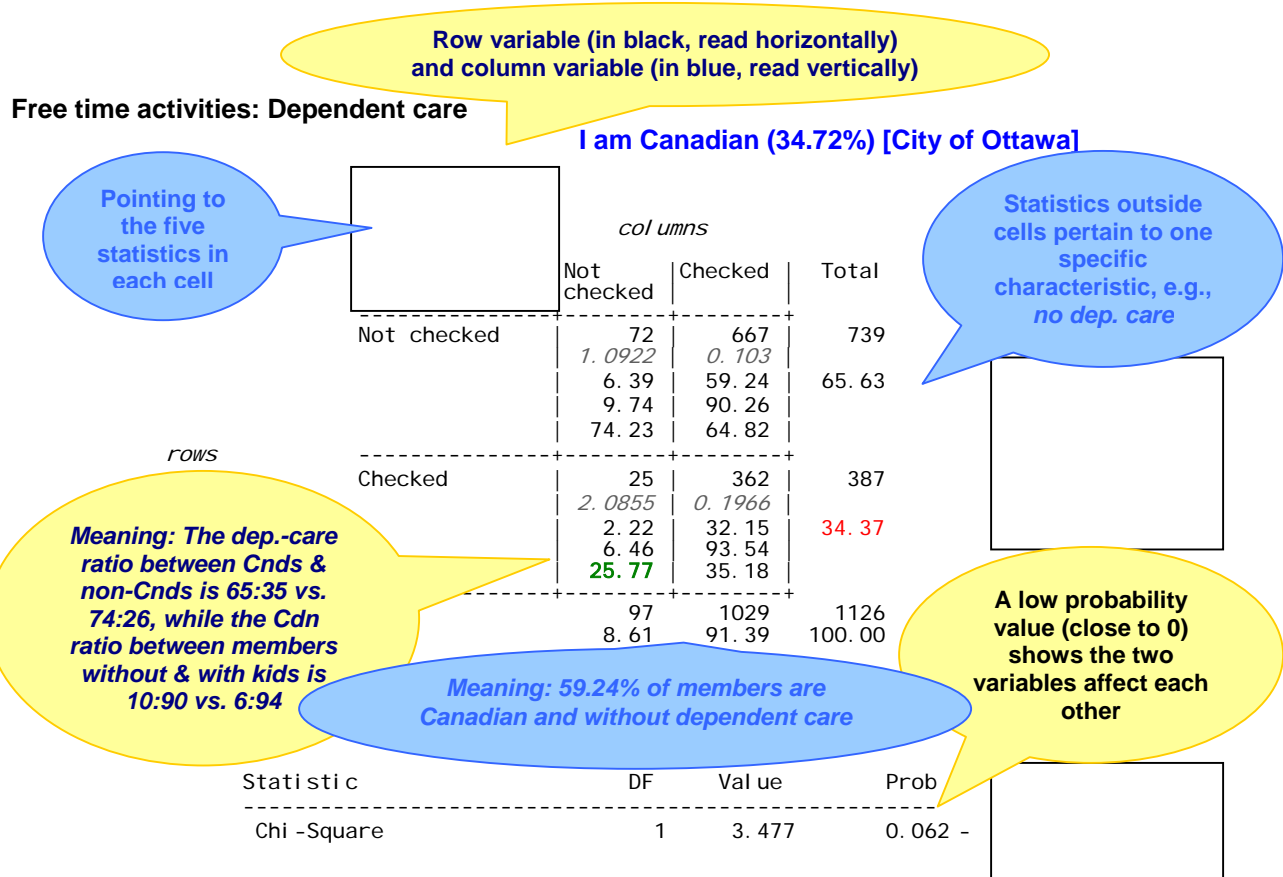 Row variable (in black, read horizontally)
and column variable (in blue, read vertically)
Free time activities: Dependent care
I am Canadian (34.72%) [City of Ottawa]
Pointing to
the five
statistics in
each cell
Statistics outside
cells pertain to one
specific
characteristic, e.g.,
no dep. care
columns
Not |Checked | Total
checked | |
---------------+--------+--------+
Not checked | 72 | 667 | 739
| 1.0922 | 0.103 |
| 6.39 | 59.24 | 65.63
| 9.74 | 90.26 |
| 74.23 | 64.82 |
---------------+--------+--------+
rows
Checked | 25 | 362 | 387
| 2.0855 | 0.1966 |
| 2.22 | 32.15 | 34.37
| 6.46 | 93.54 |
| 25.77 | 35.18 |
---------------+--------+--------+
97 1029 1126
8.61 91.39 100.00
Meaning: The dep.-care
ratio between Cnds &
non-Cnds is 65:35 vs.
74:26, while the Cdn
ratio between members
without & with kids is
10:90 vs. 6:94
A low probability
value (close to 0)
shows the two
variables affect each
other
Meaning: 59.24% of members are
Canadian and without dependent care
Statistic DF Value Prob
------------------------------------------------------
Chi-Square 1 3.477 0.062 -